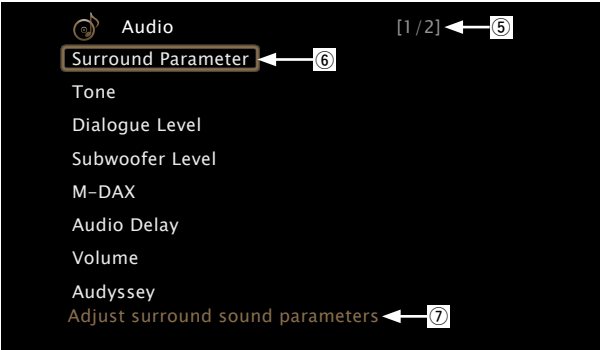 Audio [1/2] ⑤
Surround Parameter ⑥
Tone
Dialogue Level
Subwoofer Level
M-DAX
Audio Delay
Volume
Audyssey
Adjust surround sound parameters ⑦